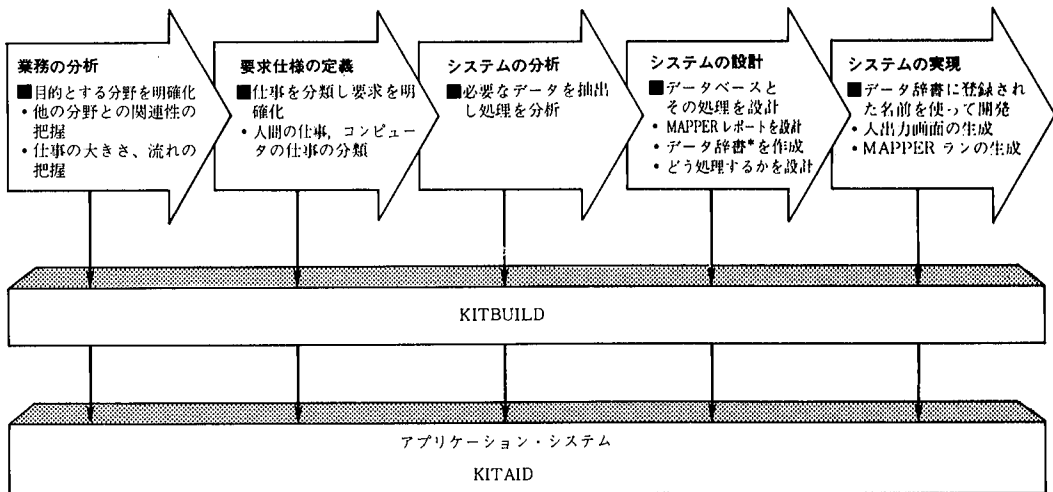 業務の分析
■目的とする分野を明確化
・他の分野との関連性の
把握
・仕事の大きさ、流れの
把握
要求仕様の定義
■仕事を分類し要求を明
確化
・人間の仕事，コンピュー
タの仕事の分類
システムの分析
■必要なデータを抽出
し処理を分析
システムの設計
■データベースと
その処理を設計
・MAPPERレポートを設計
・データ辞書*を作成
・どう処理するかを設計
システムの実現
■データ辞書に登録され
た名前を使って開発
・入出力画面の生成
・MAPPER ランの生成
KITBUILD
アプリケーション・システム
KITAID